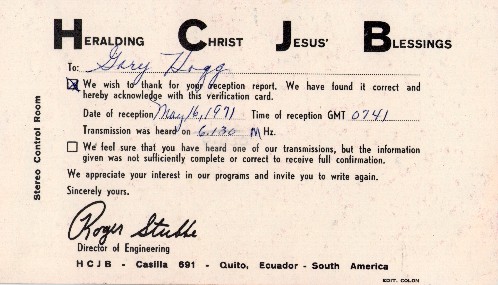 HERALDING CHRIST JESUS' BLESSINGS
To: Gary Hogg
We wish to thank for your reception report. We have found it correct and
hereby acknowledge with this verification card.
Date of reception May 16, 1971 Time of reception GMT 0741
Transmission was heard on 6.130 MHz.
We feel sure that you have heard one of our transmissions, but the information
given was not sufficiently complete or correct to receive full confirmation.
We appreciate your interest in our programs and invite you to write again.
Sincerely yours.
Roger Stubbe
Director of Engineering
HCJB - Casilla 691 - Quito, Ecuador - South America
EDIT. COLON
Stereo Control Room